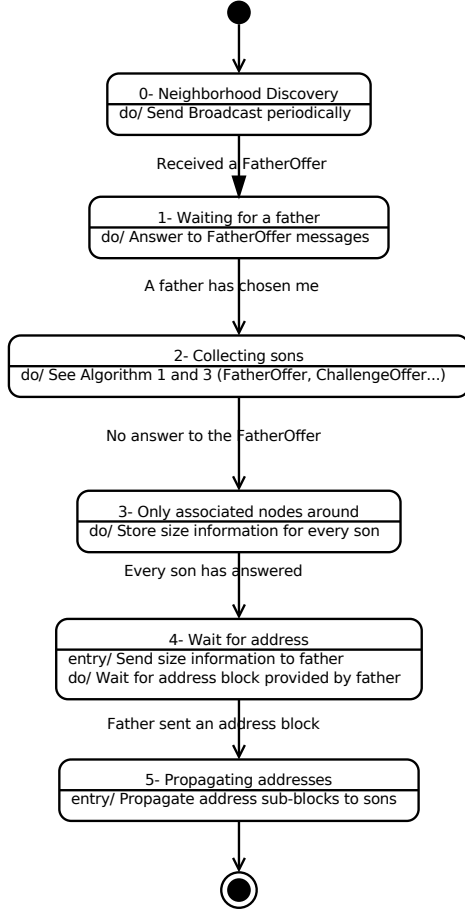 0- Neighborhood Discovery
do/ Send Broadcast periodically
Received a FatherOffer
1- Waiting for a father
do/ Answer to FatherOffer messages
A father has chosen me
2- Collecting sons
do/ See Algorithm 1 and 3 (FatherOffer, ChallengeOffer...)
No answer to the FatherOffer
3- Only associated nodes around
do/ Store size information for every son
Every son has answered
4- Wait for address
entry/ Send size information to father
do/ Wait for address block provided by father
Father sent an address block
5- Propagating addresses
entry/ Propagate address sub-blocks to sons